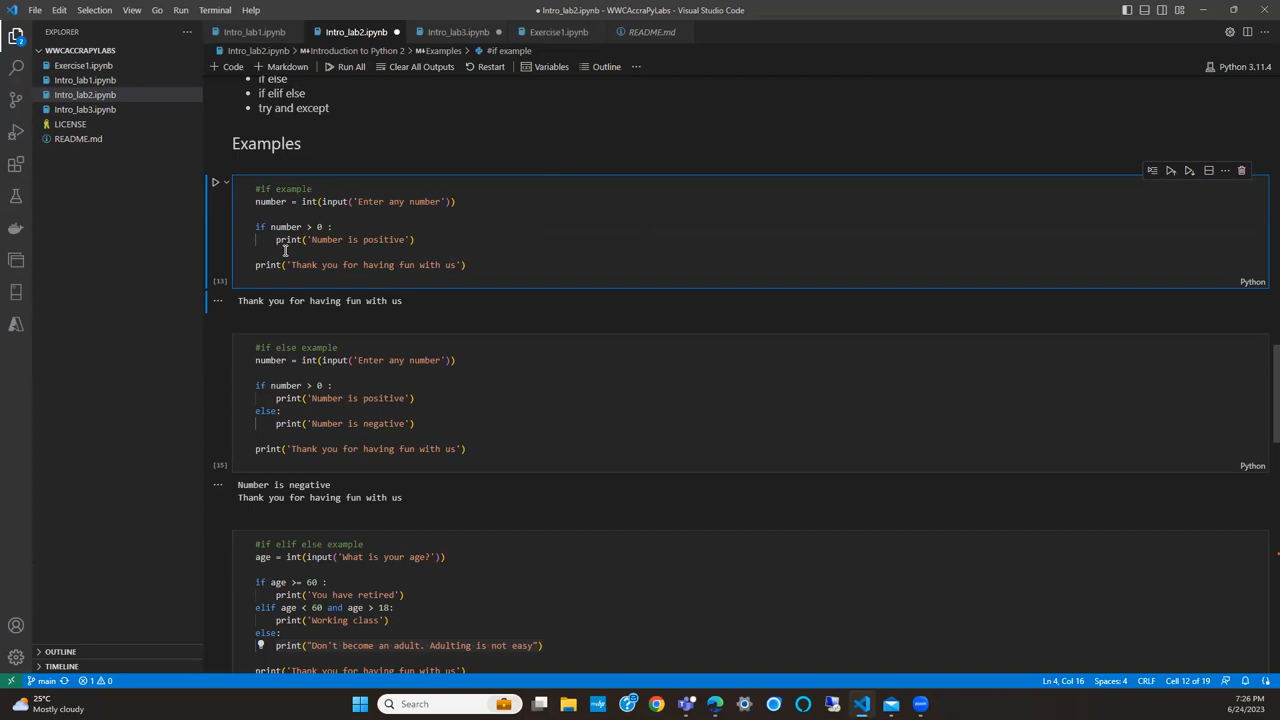 File Edit Selection View Go Run Terminal Help
● Intro_lab2.ipynb - WWCAccraPyLabs - Visual Studio Code
EXPLORER
Intro_lab1.ipynb
Intro_lab2.ipynb
Intro_lab3.ipynb
Exercise1.ipynb
README.md
WWCACCRAPYLABS
Intro_lab2.ipynb > Introduction to Python 2 > Examples > #if example
+ Code + Markdown Run All Clear All Outputs Restart Variables Outline ...
Python 3.11.4
Exercise1.ipynb
Intro_lab1.ipynb
Intro_lab2.ipynb
Intro_lab3.ipynb
LICENSE
README.md
2
if else
if elif else
try and except
Examples
#if example
number = int(input('Enter any number'))
if number > 0 :
print('Number is positive')
print('Thank you for having fun with us')
[13]
Python
Thank you for having fun with us
#if else example
number = int(input('Enter any number'))
if number > 0 :
print('Number is positive')
else:
print('Number is negative')
print('Thank you for having fun with us')
[15]
Python
Number is negative
Thank you for having fun with us
#if elif else example
age = int(input('What is your age?'))
if age >= 60 :
print('You have retired')
elif age < 60 and age > 18:
print('Working class')
else:
print("Don't become an adult. Adulting is not easy")
print('Thank you for having fun with us')
OUTLINE
TIMELINE
main 1 0
Ln 4, Col 16 Spaces: 4 CRLF Cell 12 of 19
25°C
Mostly cloudy
Search
7:26 PM
6/24/2023